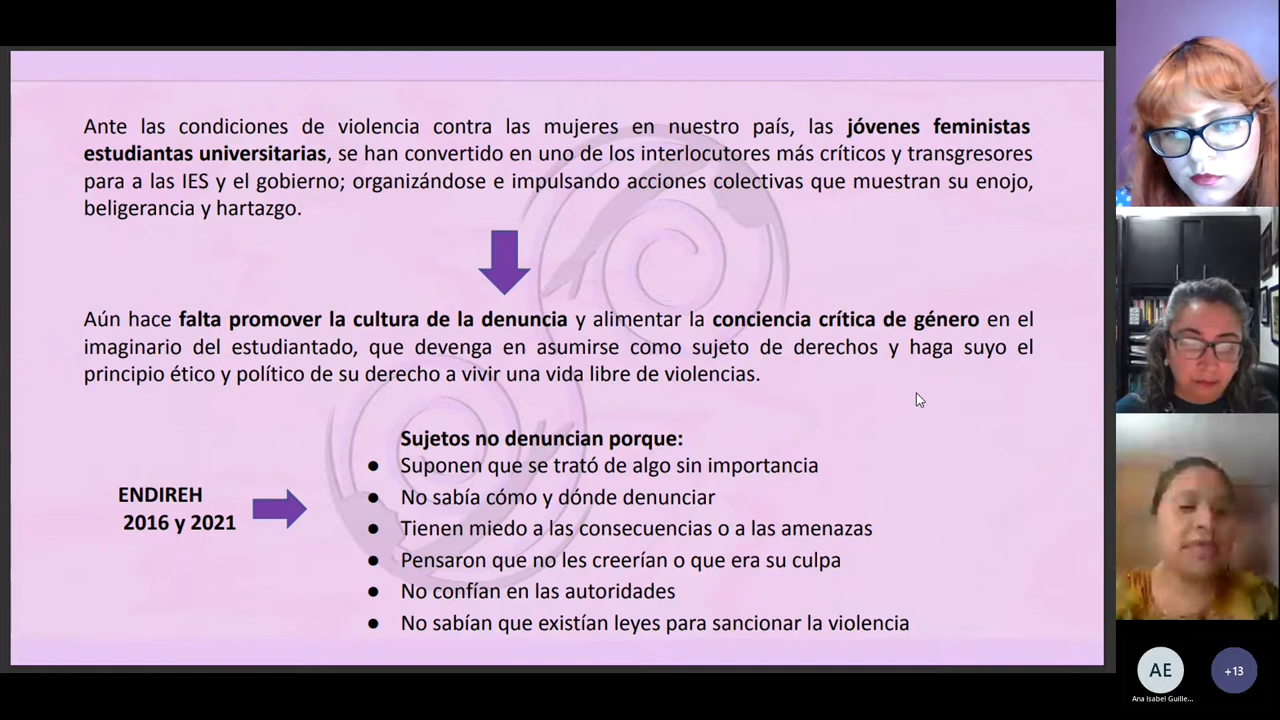 Ante las condiciones de violencia contra las mujeres en nuestro país, las jóvenes feministas
estudiantas universitarias, se han convertido en uno de los interlocutores más críticos y transgresores
para a las IES y el gobierno; organizándose e impulsando acciones colectivas que muestran su enojo,
beligerancia y hartazgo.
Aún hace falta promover la cultura de la denuncia y alimentar la conciencia crítica de género en el
imaginario del estudiantado, que devenga en asumirse como sujeto de derechos y haga suyo el
principio ético y político de su derecho a vivir una vida libre de violencias.
ENDIREH
2016 y 2021
Sujetos no denuncian porque:
● Suponen que se trató de algo sin importancia
● No sabía cómo y dónde denunciar
● Tienen miedo a las consecuencias o a las amenazas
● Pensaron que no les creerían o que era su culpa
● No confían en las autoridades
● No sabían que existían leyes para sancionar la violencia
AE
Ana Isabel Guille...
+13